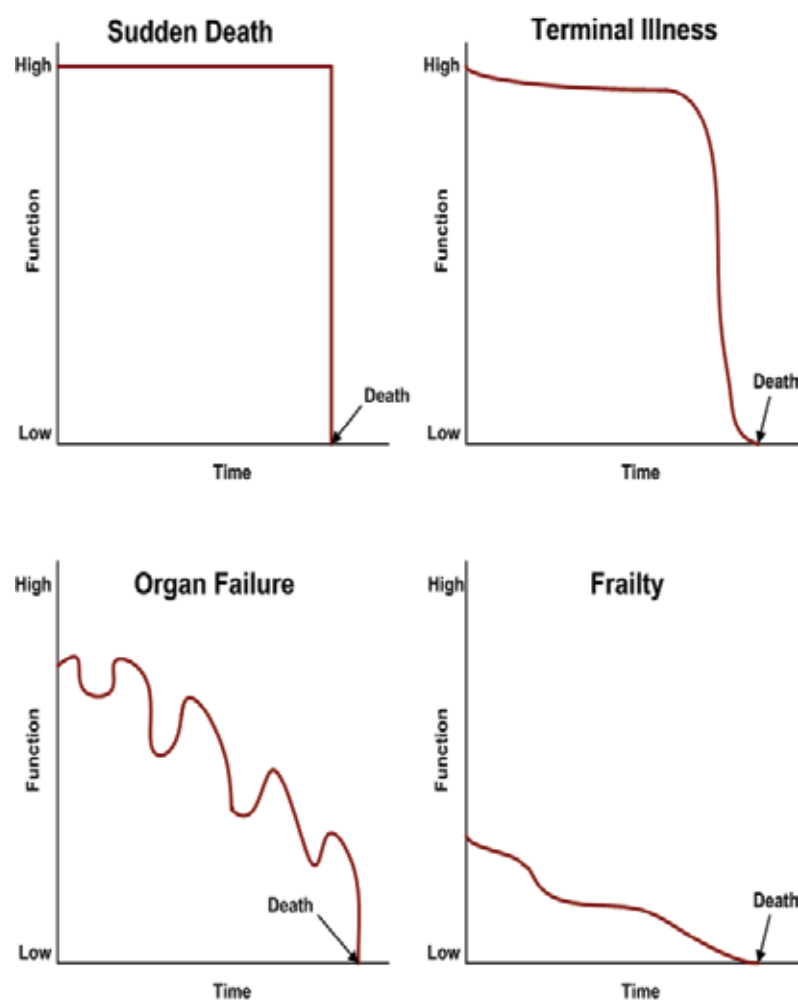 Sudden Death
High
Function
Low
Death
Time
Terminal Illness
High
Function
Low
Death
Time
Organ Failure
High
Function
Low
Death
Time
Frailty
High
Function
Low
Death
Time